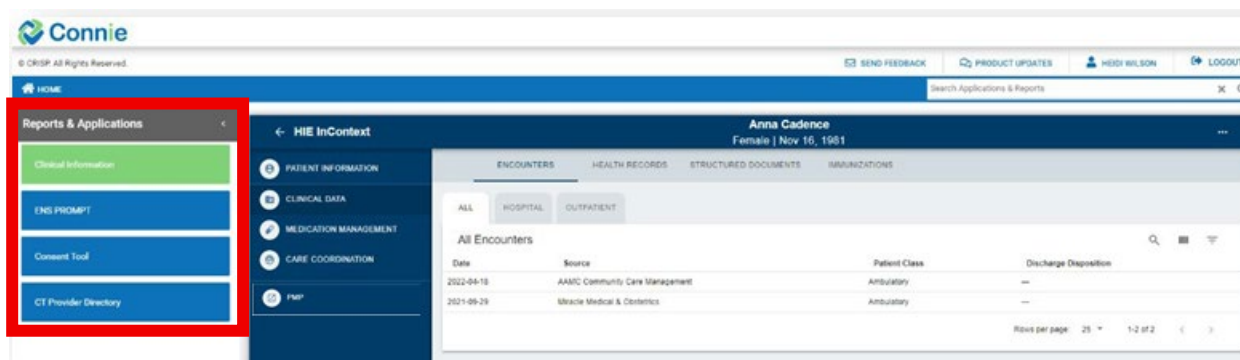 Connie
© CRISP. All Rights Reserved.
SEND FEEDBACK
PRODUCT UPDATES
HEIDI WILSON
LOGOUT
HOME
Search Applications & Reports
Reports & Applications
Clinical Information
ENS PROMPT
Consent Tool
CT Provider Directory
HIE InContext
Anna Cadence
Female | Nov 16, 1981
PATIENT INFORMATION
CLINICAL DATA
MEDICATION MANAGEMENT
CARE COORDINATION
PMP
ENCOUNTERS HEALTH RECORDS STRUCTURED DOCUMENTS IMMUNIZATIONS
ALL HOSPITAL OUTPATIENT
All Encounters
Date Source Patient Class Discharge Disposition
2022-04-18 AAMC Community Care Management Ambulatory —
2021-09-29 Miracle Medical & Obstetrics Ambulatory —
Rows per page: 25 1-2 of 2